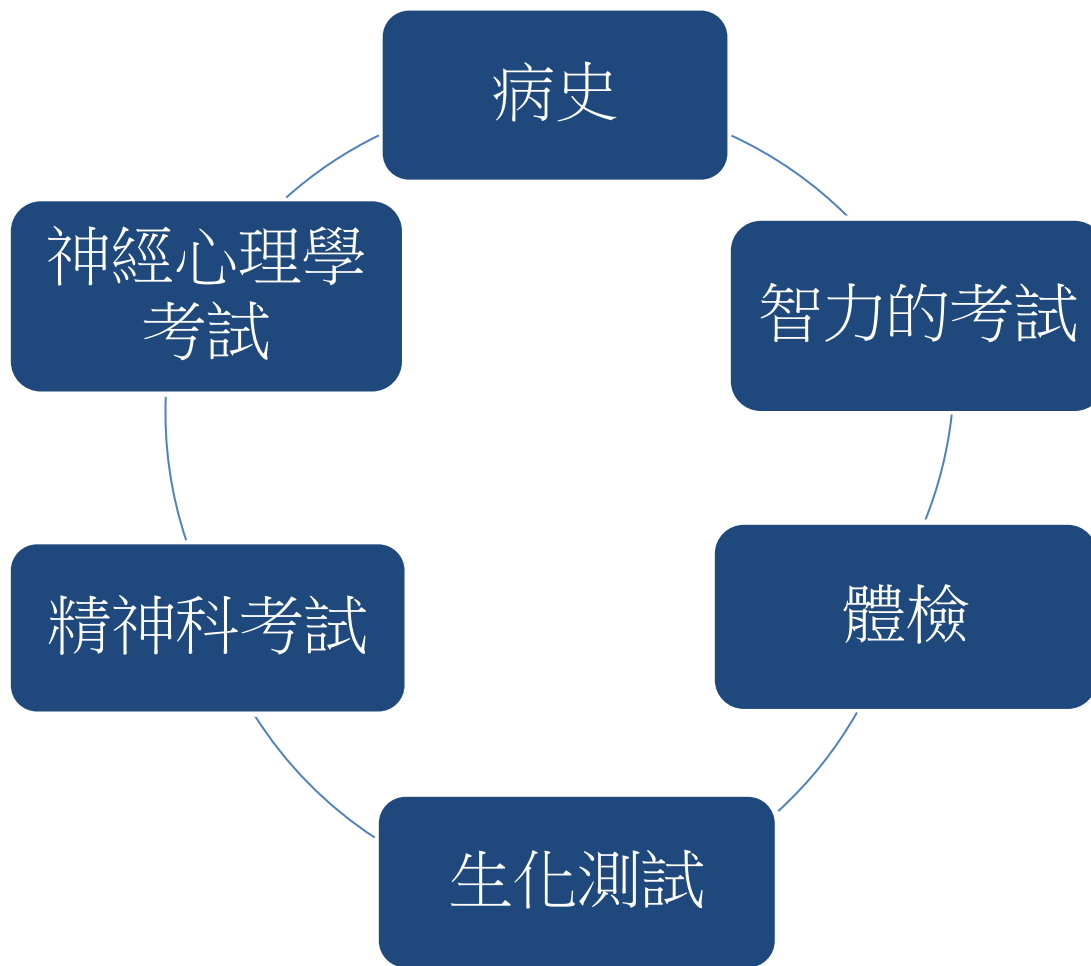 病史
神經心理學
考試
智力的考試
精神科考試
體檢
生化測試